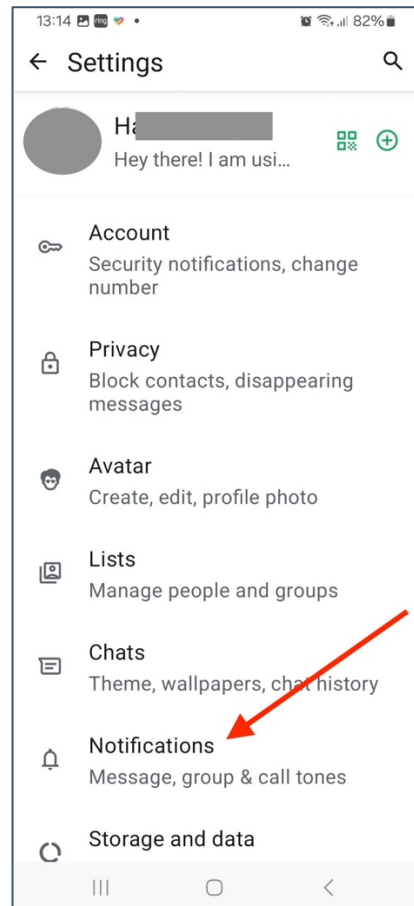 13:14 ring 82%
Settings
Ha
Hey there! I am usi...
Account
Security notifications, change
number
Privacy
Block contacts, disappearing
messages
Avatar
Create, edit, profile photo
Lists
Manage people and groups
Chats
Theme, wallpapers, chat history
Notifications
Message, group & call tones
Storage and data